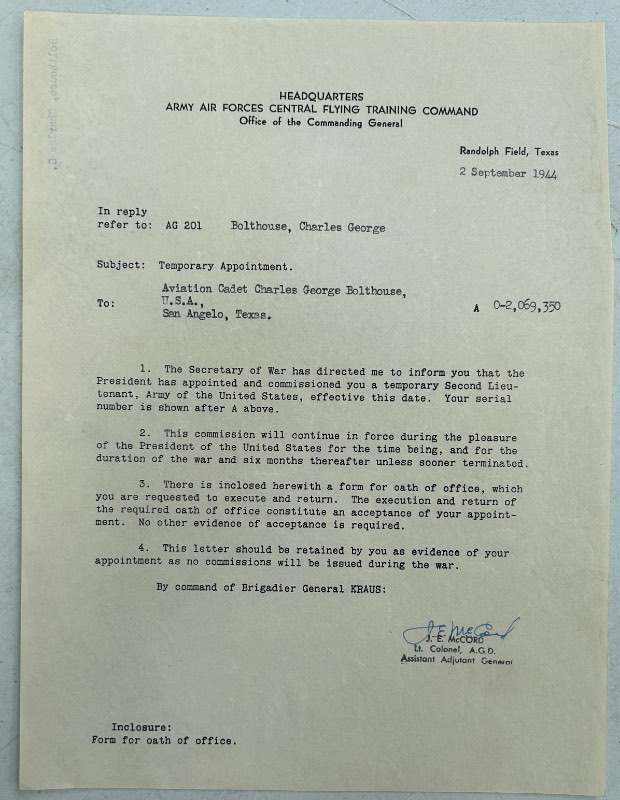 HEADQUARTERS
ARMY AIR FORCES CENTRAL FLYING TRAINING COMMAND
Office of the Commanding General
Randolph Field, Texas
2 September 1944
In reply
refer to: AG 201 Bolthouse, Charles George
Subject: Temporary Appointment.
To: Aviation Cadet Charles George Bolthouse,
U.S.A.,
San Angelo, Texas.
A 0-2,069,350
1. The Secretary of War has directed me to inform you that the
President has appointed and commissioned you a temporary Second Lieu-
tenant, Army of the United States, effective this date. Your serial
number is shown after A above.
2. This commission will continue in force during the pleasure
of the President of the United States for the time being, and for the
duration of the war and six months thereafter unless sooner terminated.
3. There is inclosed herewith a form for oath of office, which
you are requested to execute and return. The execution and return of
the required oath of office constitute an acceptance of your appoint-
ment. No other evidence of acceptance is required.
4. This letter should be retained by you as evidence of your
appointment as no commissions will be issued during the war.
By command of Brigadier General KRAUS:
J. E. McCord
J. E. McCORD
Lt. Colonel, A.G.D.
Assistant Adjutant General
Inclosure:
Form for oath of office.